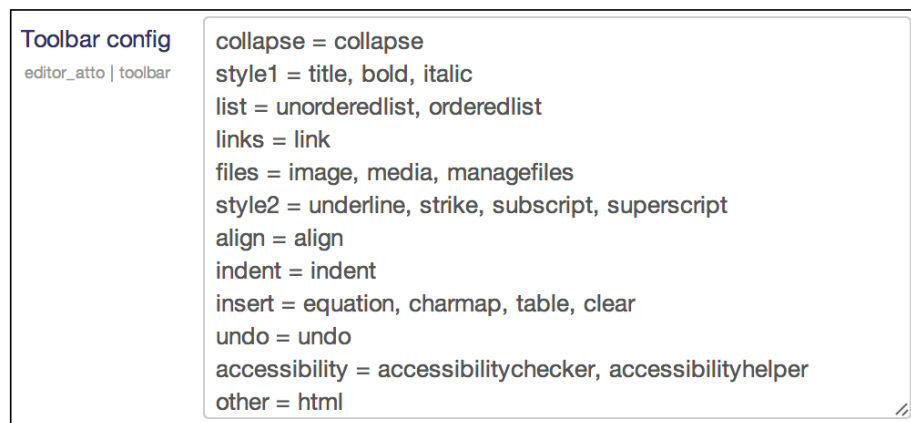 Toolbar config
editor_atto | toolbar
collapse = collapse
style1 = title, bold, italic
list = unorderedlist, orderedlist
links = link
files = image, media, managefiles
style2 = underline, strike, subscript, superscript
align = align
indent = indent
insert = equation, charmap, table, clear
undo = undo
accessibility = accessibilitychecker, accessibilityhelper
other = html